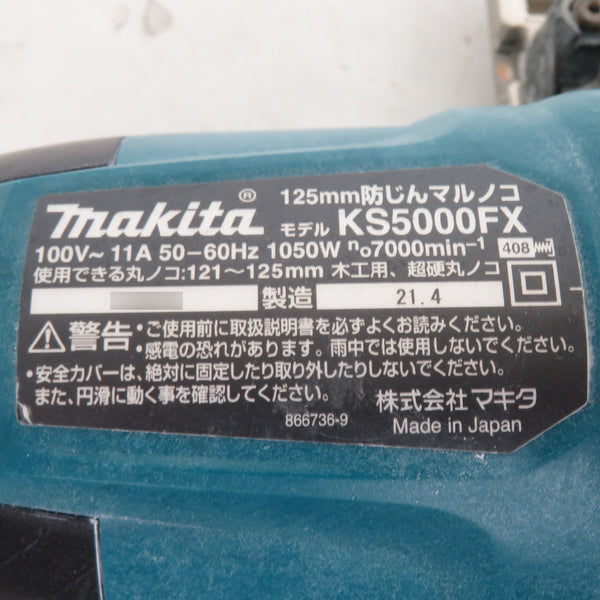 makita®
125mm防じんマルノコ
モデル KS5000FX
100V~ 11A 50-60Hz 1050W n₀7000min⁻¹ 408
使用できる丸ノコ:121～125mm 木工用、超硬丸ノコ
製造 21.4
⚠警告 ・ご使用前に取扱説明書を必ずよくお読みください。
・感電の恐れがあります。雨中では使用しないでください。
・安全カバーは、絶対に固定したり取り外したりしないでください。
また、円滑に動く事を確認してください。
株式会社マキタ
866736-9
Made in Japan